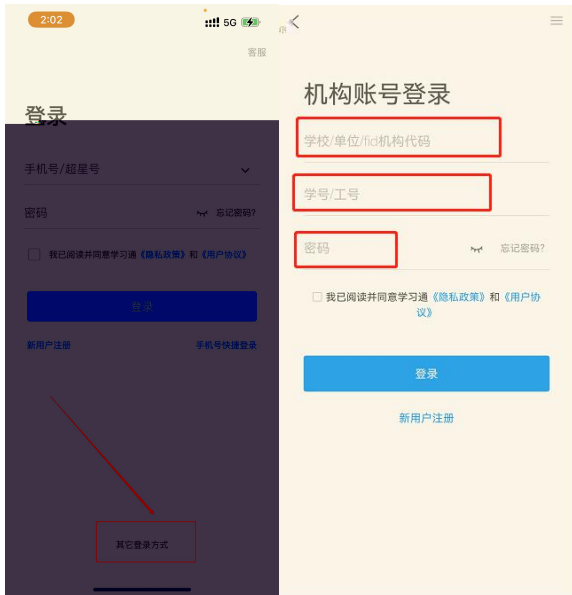 2:02
5G
客服
登录
手机号/超星号
密码
忘记密码?
我已阅读并同意学习通《隐私政策》和《用户协议》
登录
新用户注册
手机号快捷登录
其它登录方式
机构账号登录
学校/单位/fid机构代码
学号/工号
密码
忘记密码?
我已阅读并同意学习通《隐私政策》和《用户协
议》
登录
新用户注册